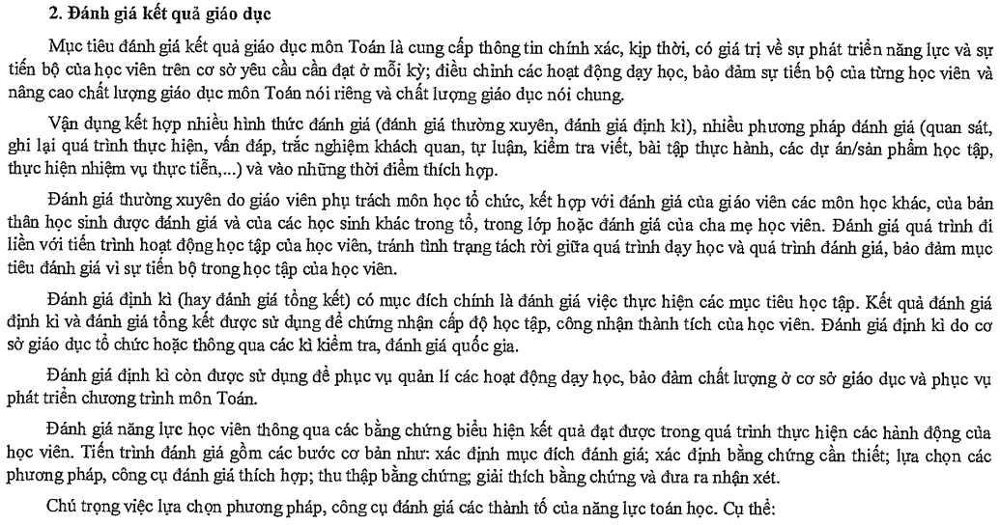 2. Đánh giá kết quả giáo dục
Mục tiêu đánh giá kết quả giáo dục môn Toán là cung cấp thông tin chính xác, kịp thời, có giá trị về sự phát triển năng lực và sự
tiến bộ của học viên trên cơ sở yêu cầu cần đạt ở mỗi kỳ; điều chỉnh các hoạt động dạy học, bảo đảm sự tiến bộ của từng học viên và
nâng cao chất lượng giáo dục môn Toán nói riêng và chất lượng giáo dục nói chung.
Vận dụng kết hợp nhiều hình thức đánh giá (đánh giá thường xuyên, đánh giá định kì), nhiều phương pháp đánh giá (quan sát,
ghi lại quá trình thực hiện, vấn đáp, trắc nghiệm khách quan, tự luận, kiểm tra viết, bài tập thực hành, các dự án/sản phẩm học tập,
thực hiện nhiệm vụ thực tiễn,...) và vào những thời điểm thích hợp.
Đánh giá thường xuyên do giáo viên phụ trách môn học tổ chức, kết hợp với đánh giá của giáo viên các môn học khác, của bản
thân học sinh được đánh giá và của các học sinh khác trong tổ, trong lớp hoặc đánh giá của cha mẹ học viên. Đánh giá quá trình đi
liền với tiến trình hoạt động học tập của học viên, tránh tình trạng tách rời giữa quá trình dạy học và quá trình đánh giá, bảo đảm mục
tiêu đánh giá vì sự tiến bộ trong học tập của học viên.
Đánh giá định kì (hay đánh giá tổng kết) có mục đích chính là đánh giá việc thực hiện các mục tiêu học tập. Kết quả đánh giá
định kì và đánh giá tổng kết được sử dụng để chứng nhận cấp độ học tập, công nhận thành tích của học viên. Đánh giá định kì do cơ
sở giáo dục tổ chức hoặc thông qua các kì kiểm tra, đánh giá quốc gia.
Đánh giá định kì còn được sử dụng để phục vụ quản lí các hoạt động dạy học, bảo đảm chất lượng ở cơ sở giáo dục và phục vụ
phát triển chương trình môn Toán.
Đánh giá năng lực học viên thông qua các bằng chứng biểu hiện kết quả đạt được trong quá trình thực hiện các hành động của
học viên. Tiến trình đánh giá gồm các bước cơ bản như: xác định mục đích đánh giá; xác định bằng chứng cần thiết; lựa chọn các
phương pháp, công cụ đánh giá thích hợp; thu thập bằng chứng; giải thích bằng chứng và đưa ra nhận xét.
Chú trọng việc lựa chọn phương pháp, công cụ đánh giá các thành tố của năng lực toán học. Cụ thể: